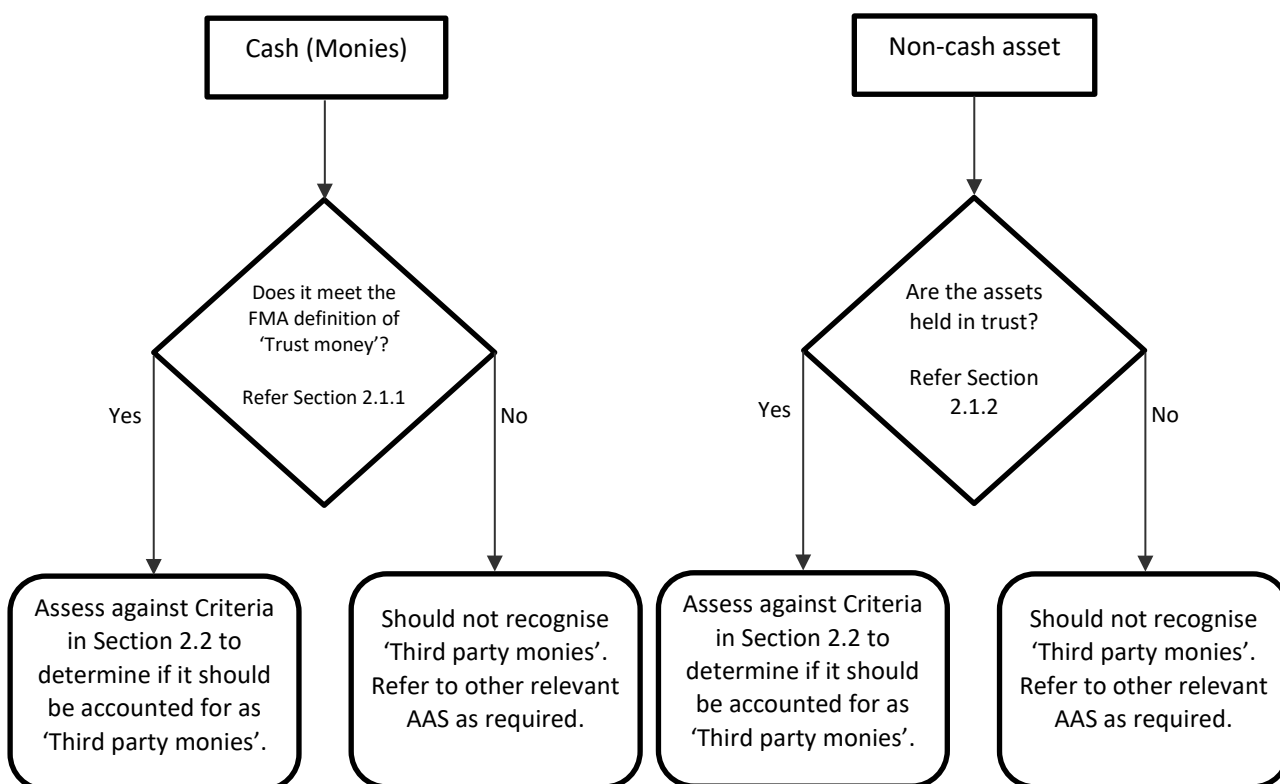 Cash (Monies)
Does it meet the
FMA definition of
‘Trust money’?
Refer Section 2.1.1
Yes
No
Assess against Criteria
in Section 2.2 to
determine if it should
be accounted for as
‘Third party monies’.
Should not recognise
‘Third party monies’.
Refer to other relevant
AAS as required.
Non-cash asset
Are the assets
held in trust?
Refer Section
2.1.2
Yes
No
Assess against Criteria
in Section 2.2 to
determine if it should
be accounted for as
‘Third party monies’.
Should not recognise
‘Third party monies’.
Refer to other relevant
AAS as required.